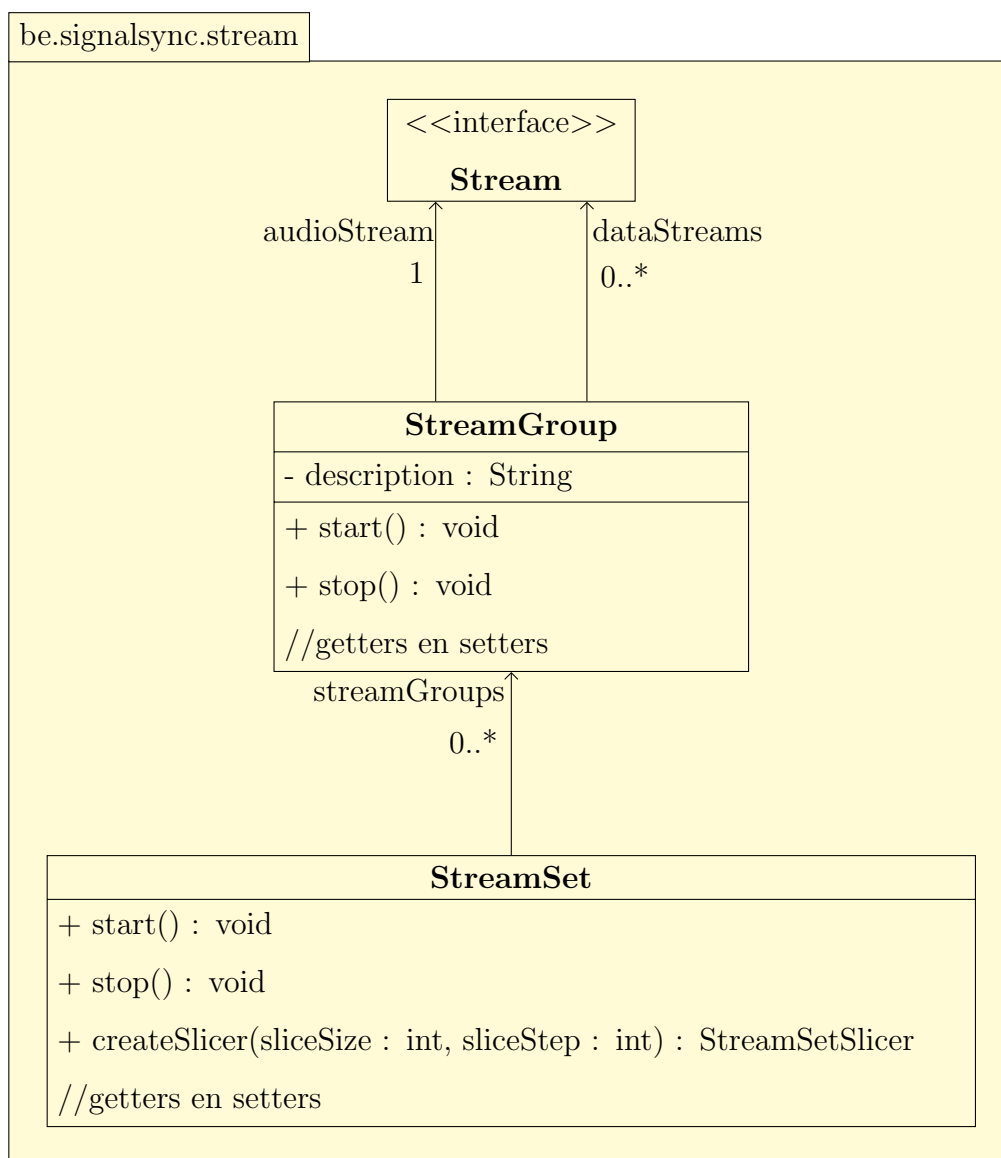 be.signalsync.stream
<<interface>>
Stream
audioStream
dataStreams
1
0..*
StreamGroup
- description : String
+ start() : void
+ stop() : void
//getters en setters
streamGroups
0..*
StreamSet
+ start() : void
+ stop() : void
+ createSlicer(sliceSize : int, sliceStep : int) : StreamSetSlicer
//getters en setters